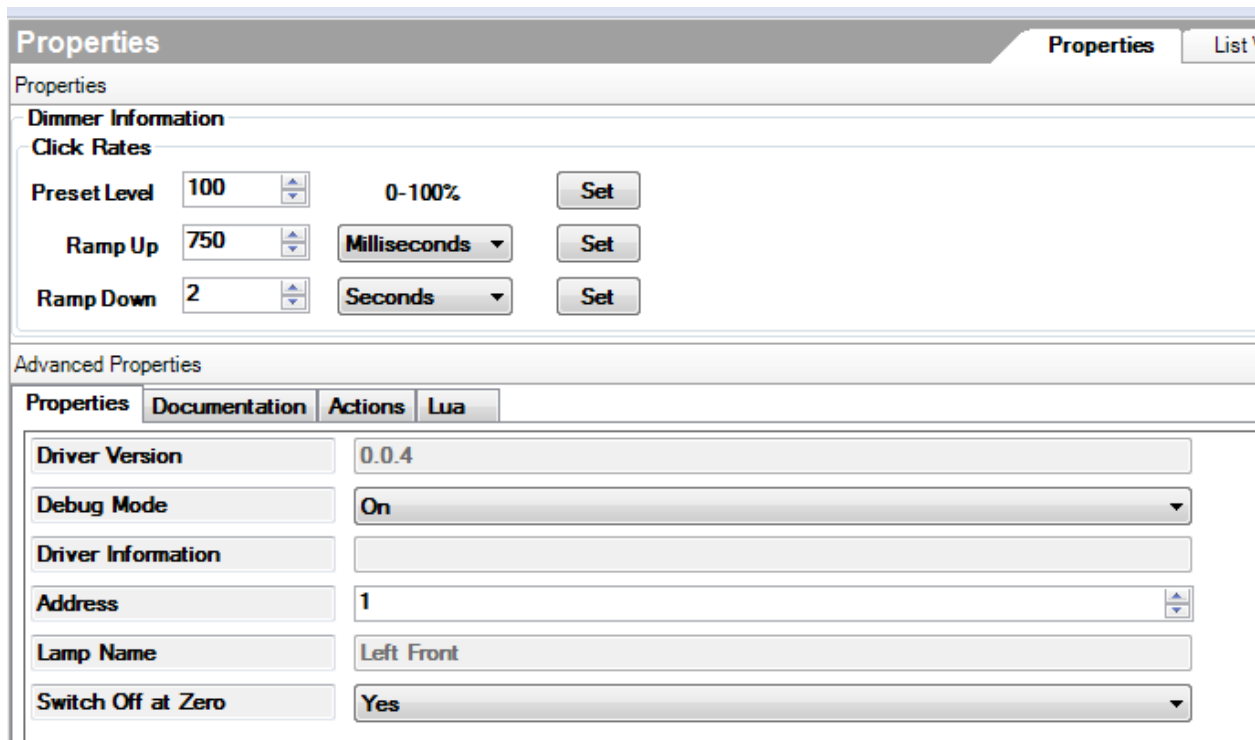 Properties Properties List
Properties
Dimmer Information
Click Rates
Preset Level 100 0-100% Set
Ramp Up 750 Milliseconds Set
Ramp Down 2 Seconds Set
Advanced Properties
Properties Documentation Actions Lua
Driver Version 0.0.4
Debug Mode On
Driver Information
Address 1
Lamp Name Left Front
Switch Off at Zero Yes